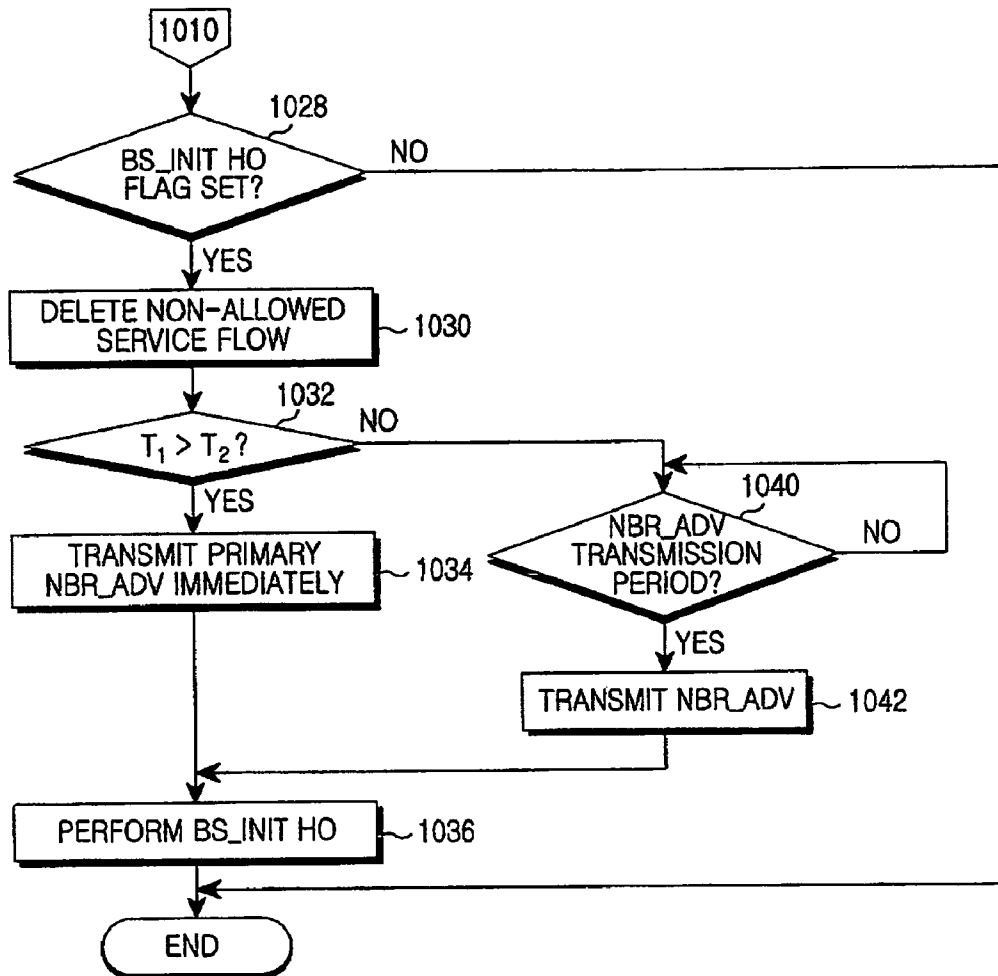 1010
1028
BS_INIT HO
FLAG SET?
NO
YES
DELETE NON-ALLOWED
SERVICE FLOW
1030
1032
T₁ > T₂?
NO
YES
TRANSMIT PRIMARY
NBR_ADV IMMEDIATELY
1034
1040
NBR_ADV
TRANSMISSION
PERIOD?
NO
YES
TRANSMIT NBR_ADV
1042
PERFORM BS_INIT HO
1036
END